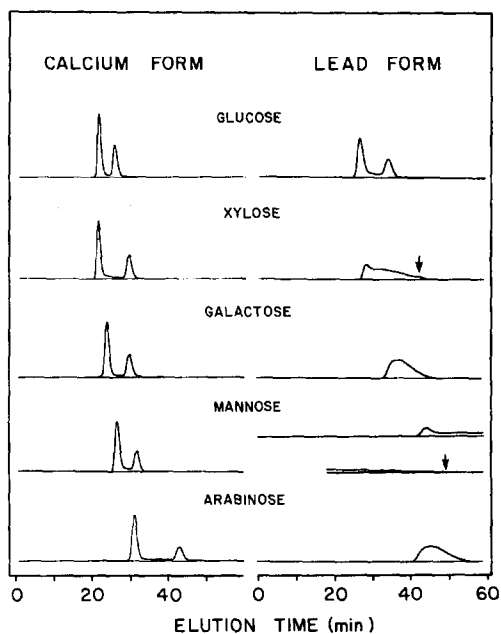 CALCIUM FORM LEAD FORM
GLUCOSE
XYLOSE
GALACTOSE
MANNOSE
ARABINOSE
0 20 40 0 20 40 60
ELUTION TIME (min)